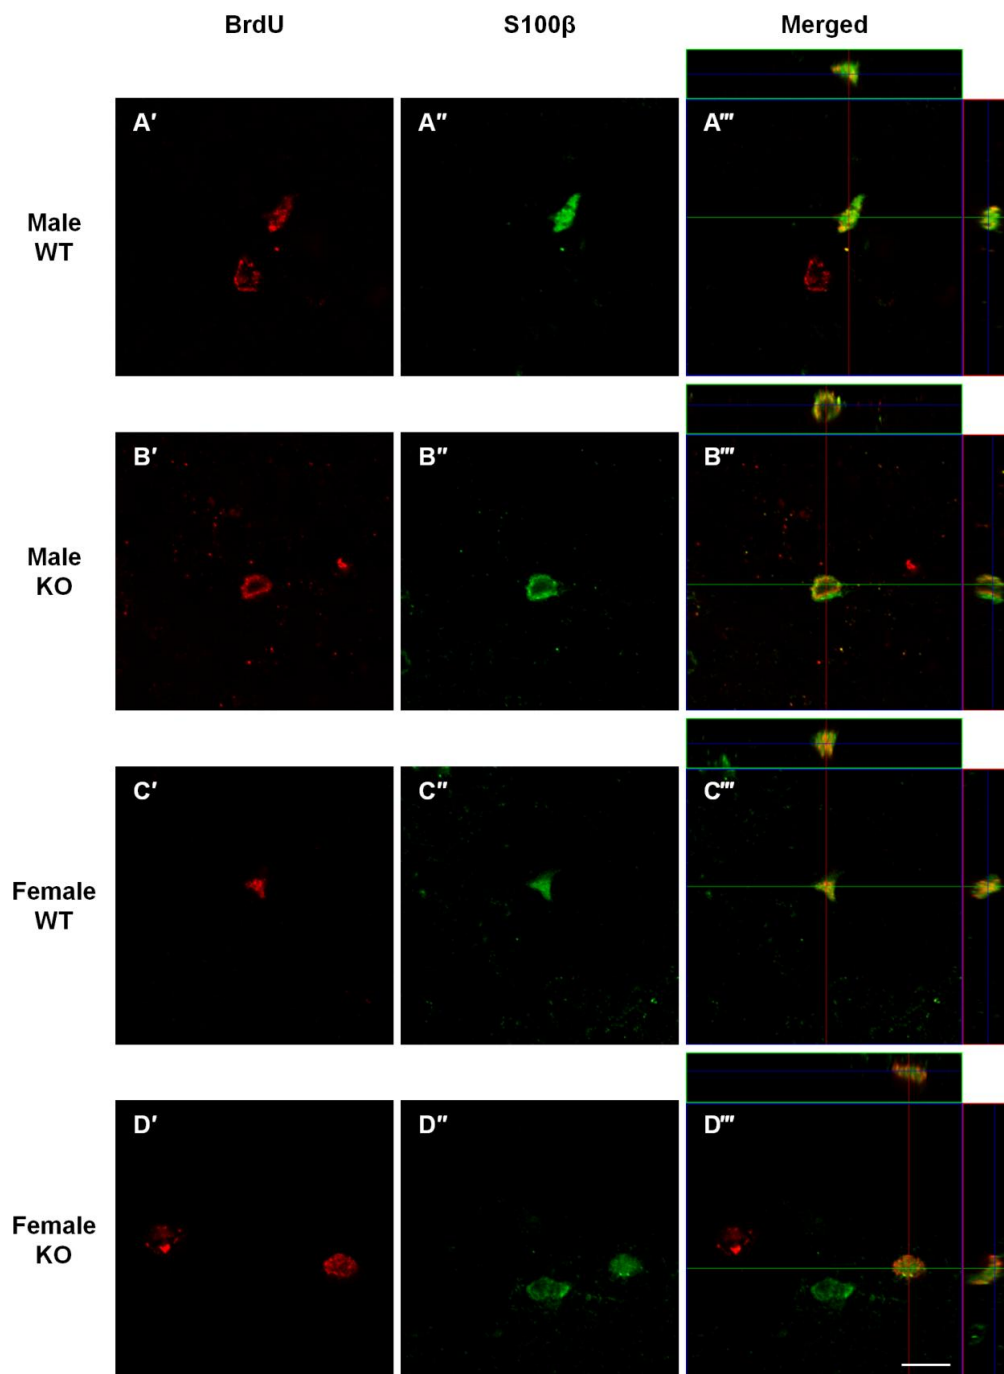 BrdU S100β Merged
Male
WT
A′ A″ A‴
Male
KO
B′ B″ B‴
Female
WT
C′ C″ C‴
Female
KO
D′ D″ D‴